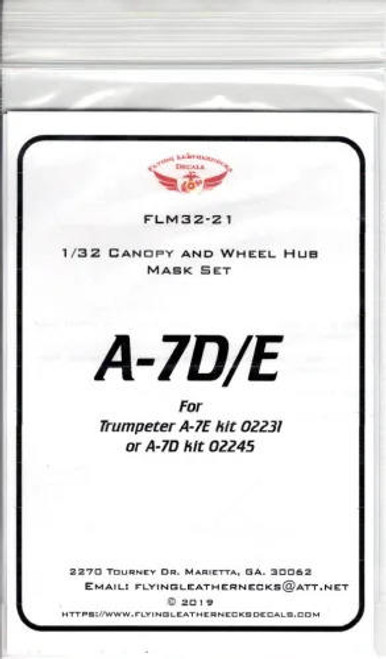 Flying Leathernecks
Decals
FLM32-21
1/32 Canopy and Wheel Hub
Mask Set
A-7D/E
For
Trumpeter A-7E kit 02231
or A-7D kit 02245
2270 Tourney Dr. Marietta, GA. 30062
Email: flyingleathernecks@att.net
© 2019
https://www.flyingleathernecksdecals.com